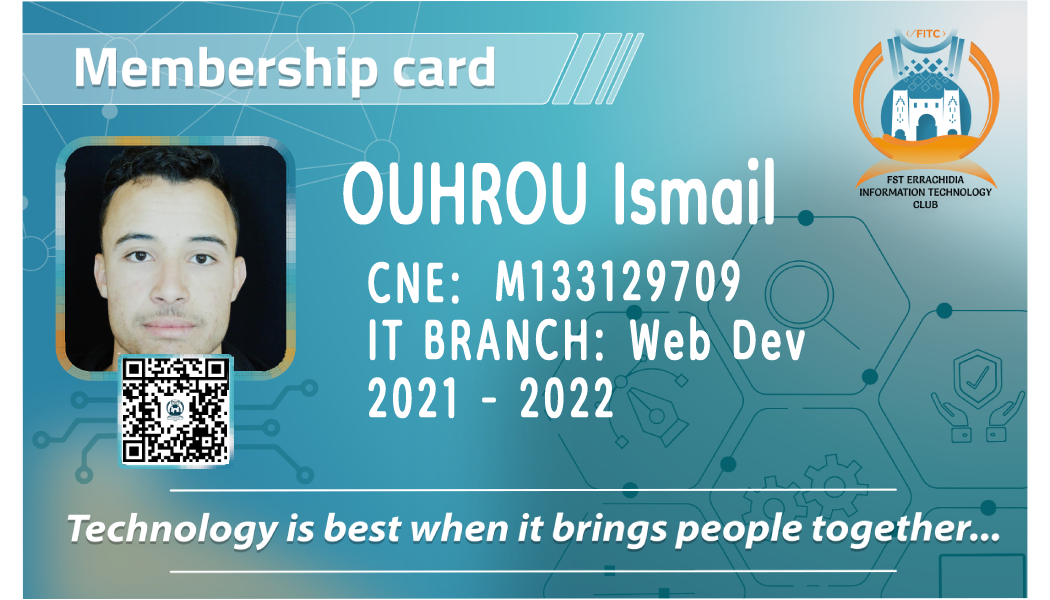 Membership card
</FITC>
FST ERRACHIDIA
INFORMATION TECHNOLOGY
CLUB
OUHROU Ismail
CNE: M133129709
IT BRANCH: Web Dev
2021 - 2022
Technology is best when it brings people together...